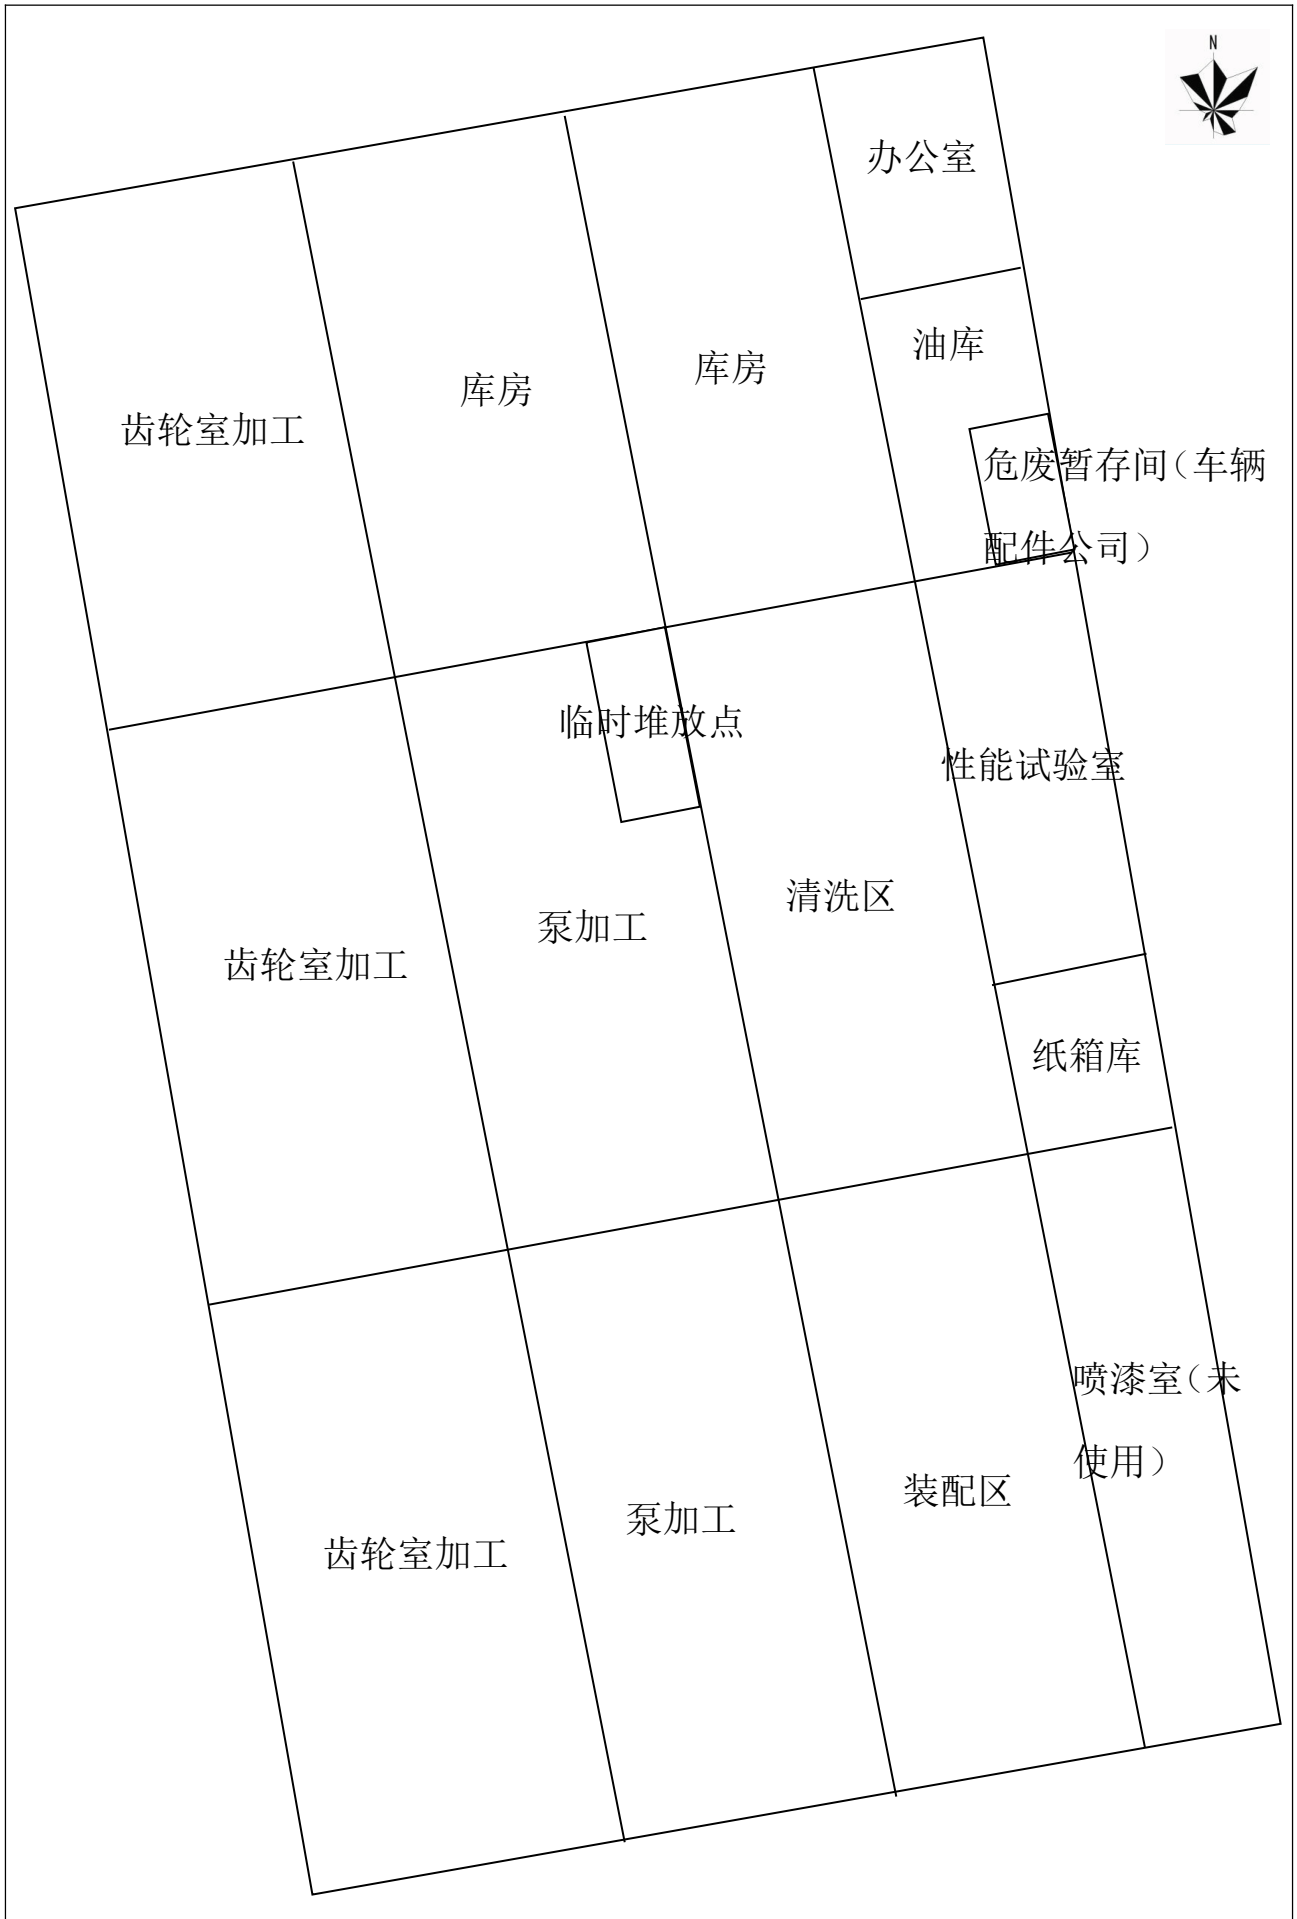 N
办公室
油库
库房
库房
齿轮室加工
危废暂存间（车辆
配件公司）
临时堆放点
性能试验室
清洗区
泵加工
齿轮室加工
纸箱库
喷漆室（未
使用）
装配区
泵加工
齿轮室加工